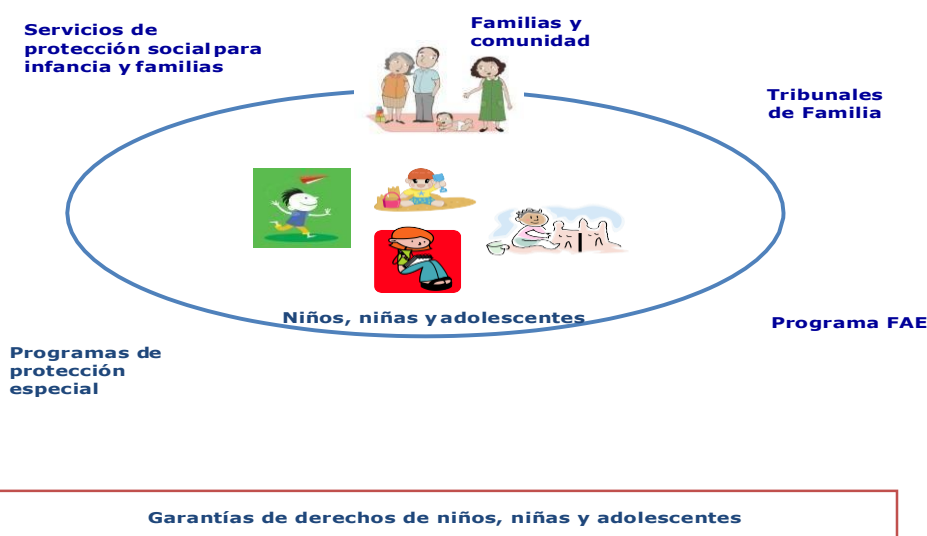 Servicios de
protección social para
infancia y familias
Familias y
comunidad
Tribunales
de Familia
Niños, niñas y adolescentes
Programa FAE
Programas de
protección
especial
Garantías de derechos de niños, niñas y adolescentes